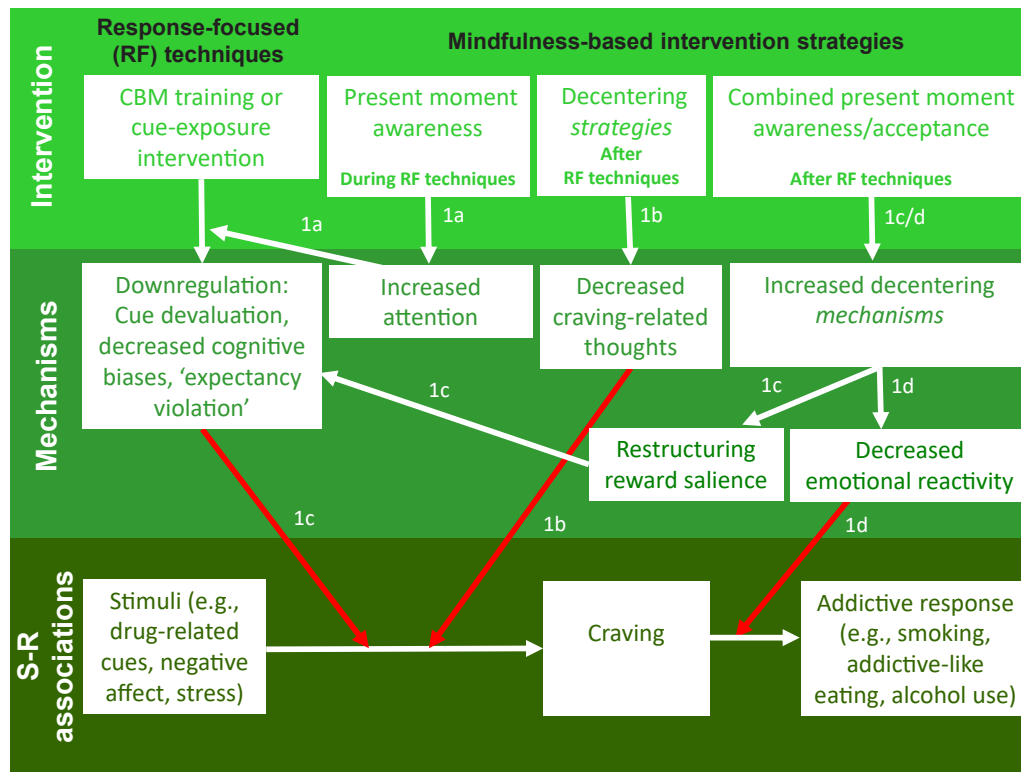 Response-focused
(RF) techniques
Mindfulness-based intervention strategies
Intervention
CBM training or
cue-exposure
intervention
Present moment
awareness
During RF techniques
Decentering
strategies
After
RF techniques
Combined present moment
awareness/acceptance
After RF techniques
1a
1a
1b
1c/d
Mechanisms
Downregulation:
Cue devaluation,
decreased cognitive
biases, ‘expectancy
violation’
Increased
attention
Decreased
craving-related
thoughts
Increased decentering
mechanisms
1c
1c
1d
Restructuring
reward salience
Decreased
emotional reactivity
1c
1b
1d
S-R
associations
Stimuli (e.g.,
drug-related
cues, negative
affect, stress)
Craving
Addictive response
(e.g., smoking,
addictive-like
eating, alcohol use)